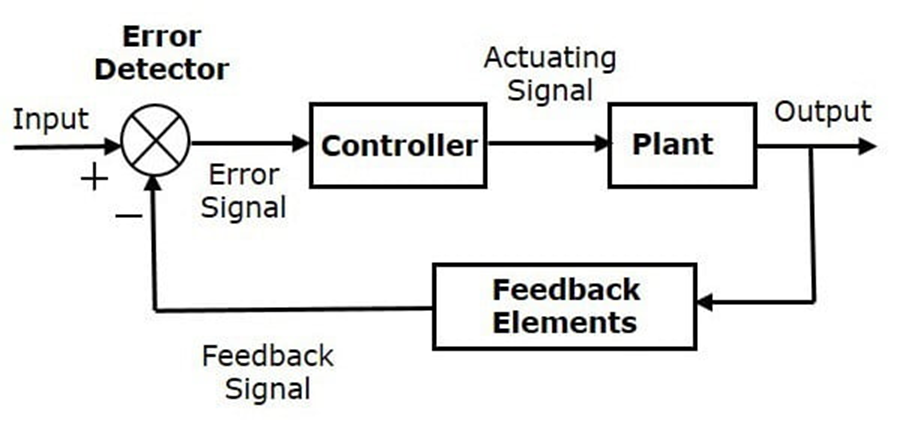 Error
Detector
Actuating
Signal
Input
Output
Controller
Plant
+
Error
Signal
−
Feedback
Elements
Feedback
Signal